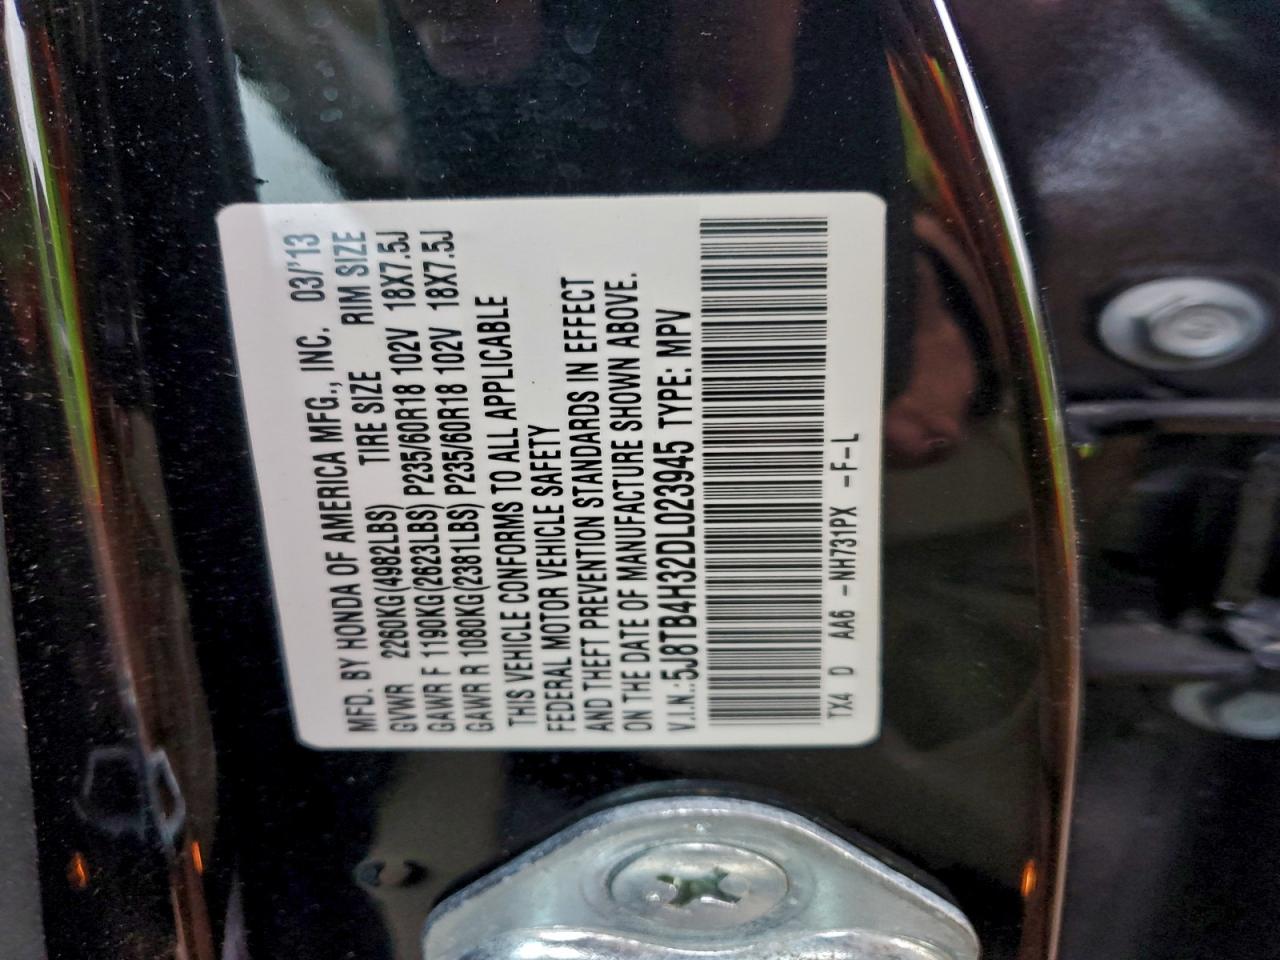 MFD. BY HONDA OF AMERICA MFG., INC. 03/'13
GVWR 2260KG(4982LBS) TIRE SIZE RIM SIZE
GAWR F 1190KG(2623LBS) P235/60R18 102V 18X7.5J
GAWR R 1080KG(2381LBS) P235/60R18 102V 18X7.5J
THIS VEHICLE CONFORMS TO ALL APPLICABLE
FEDERAL MOTOR VEHICLE SAFETY
AND THEFT PREVENTION STANDARDS IN EFFECT
ON THE DATE OF MANUFACTURE SHOWN ABOVE.
V.I.N.:5J8TB4H32DL023945 TYPE: MPV
TX4 D AA6 -NH731PX -F-L